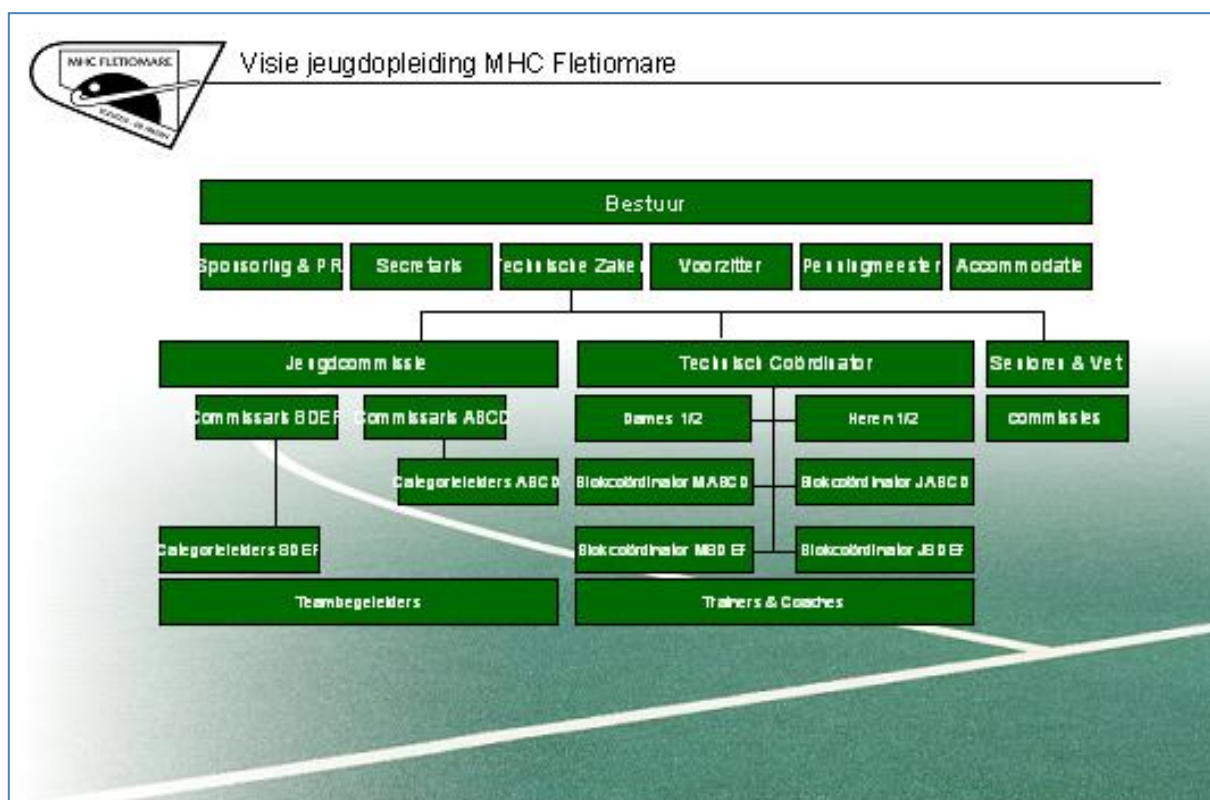 MHC FLETIOMARE
Visie jeugdopleiding MHC Fletiomare
Bestuur
Sponsoring & PR
Secretaris
Technische Zaken
Voorzitter
Penningmeester
Accommodatie
Jeugdcommissie
Technisch Coördinator
Senioren & Vet
Commissaris BDEF
Commissaris ABCD
Dames 1/2
Heren 1/2
commissies
Categorieleiders ABCD
Blokcoördinator MABCD
Blokcoördinator JABCD
Categorieleiders BDEF
Blokcoördinator MBDEF
Blokcoördinator JBDEF
Teambegeleiders
Trainers & Coaches